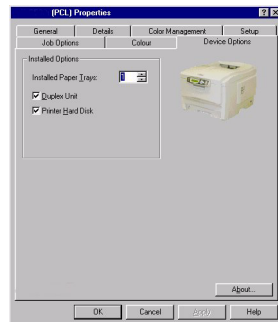 (PCL) Properties
General Details Color Management Setup
Job Options Colour Device Options
Installed Options
Installed Paper Trays: 1
Duplex Unit
Printer Hard Disk
About...
OK Cancel Apply Help